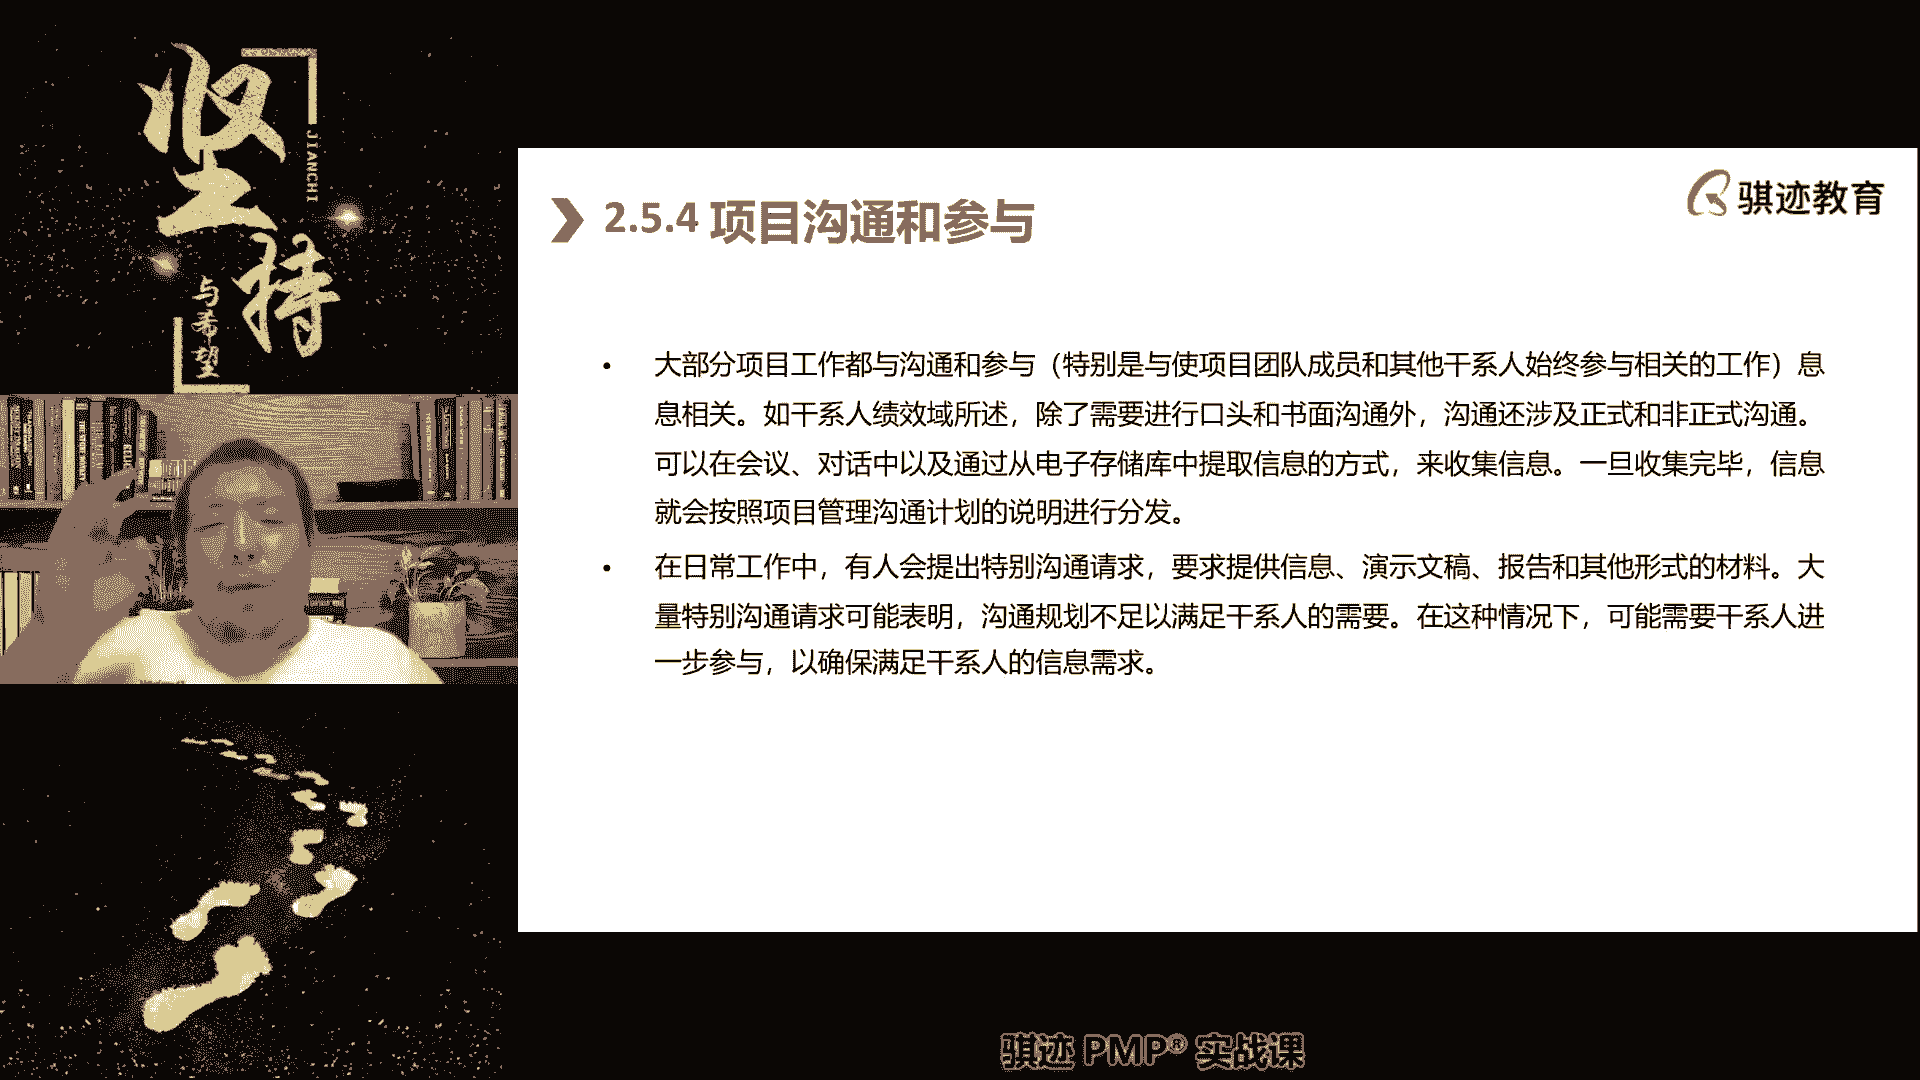 坚持
JIANCHI
与希望
骐迹教育
2.5.4 项目沟通和参与
• 大部分项目工作都与沟通和参与（特别是与使项目团队成员和其他干系人始终参与相关的工作）息
息相关。如干系人绩效域所述，除了需要进行口头和书面沟通外，沟通还涉及正式和非正式沟通。
可以在会议、对话中以及通过从电子存储库中提取信息的方式，来收集信息。一旦收集完毕，信息
就会按照项目管理沟通计划的说明进行分发。
• 在日常工作中，有人会提出特别沟通请求，要求提供信息、演示文稿、报告和其他形式的材料。大
量特别沟通请求可能表明，沟通规划不足以满足干系人的需要。在这种情况下，可能需要干系人进
一步参与，以确保满足干系人的信息需求。
骐迹 PMP® 实战课